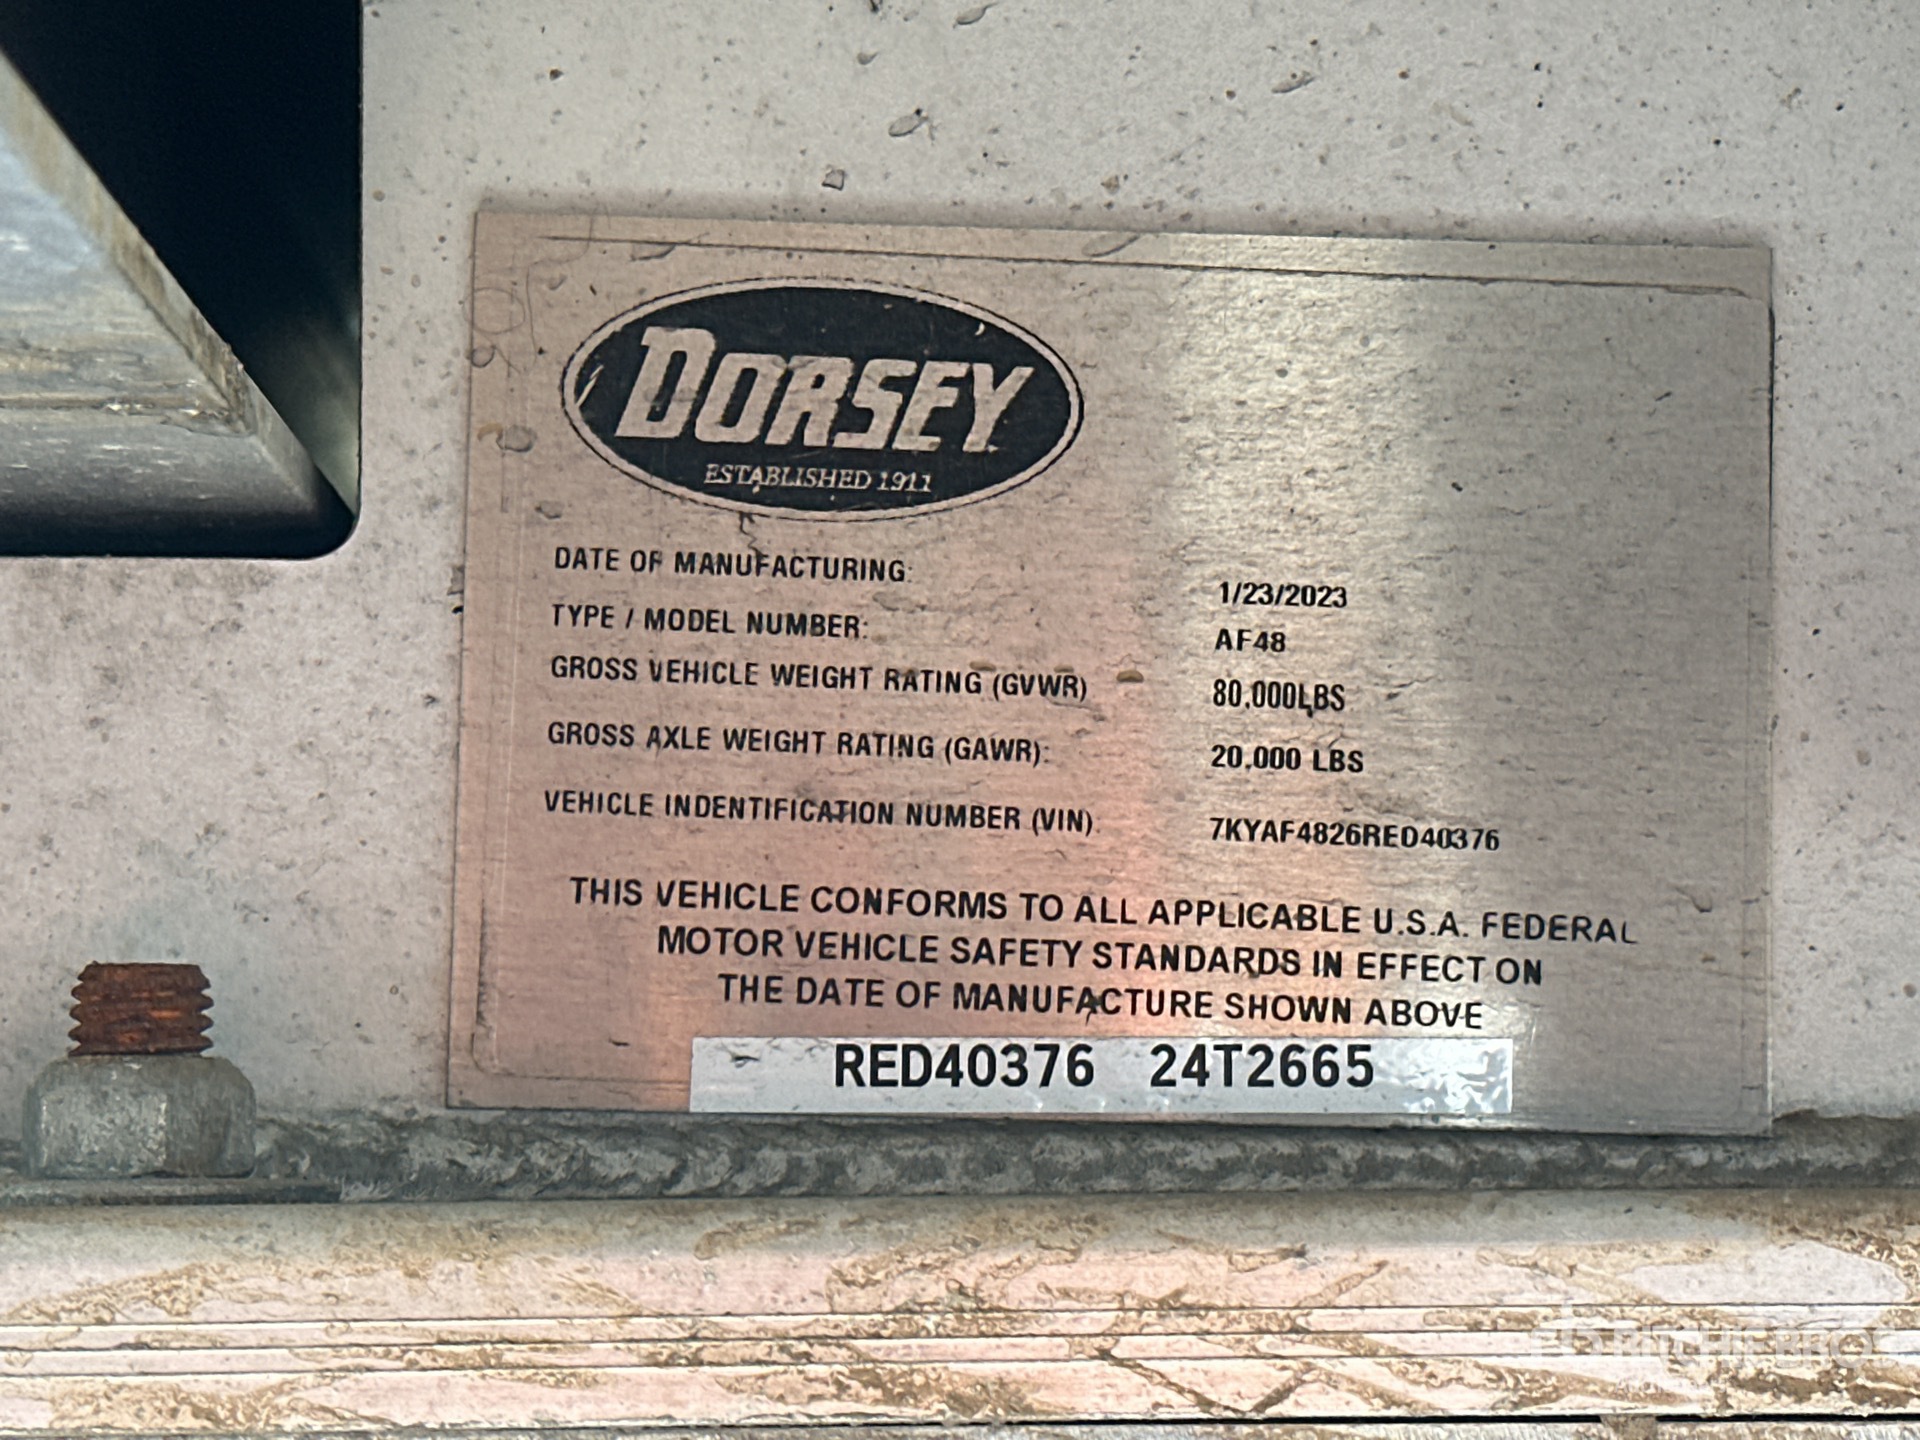 DORSEY
ESTABLISHED 1911
DATE OF MANUFACTURING: 1/23/2023
TYPE / MODEL NUMBER: AF48
GROSS VEHICLE WEIGHT RATING (GVWR) 80,000LBS
GROSS AXLE WEIGHT RATING (GAWR): 20,000 LBS
VEHICLE INDENTIFICATION NUMBER (VIN). 7KYAF4826RED40376
THIS VEHICLE CONFORMS TO ALL APPLICABLE U.S.A. FEDERAL
MOTOR VEHICLE SAFETY STANDARDS IN EFFECT ON
THE DATE OF MANUFACTURE SHOWN ABOVE
RED40376 24T2665
RITCHIE BROS